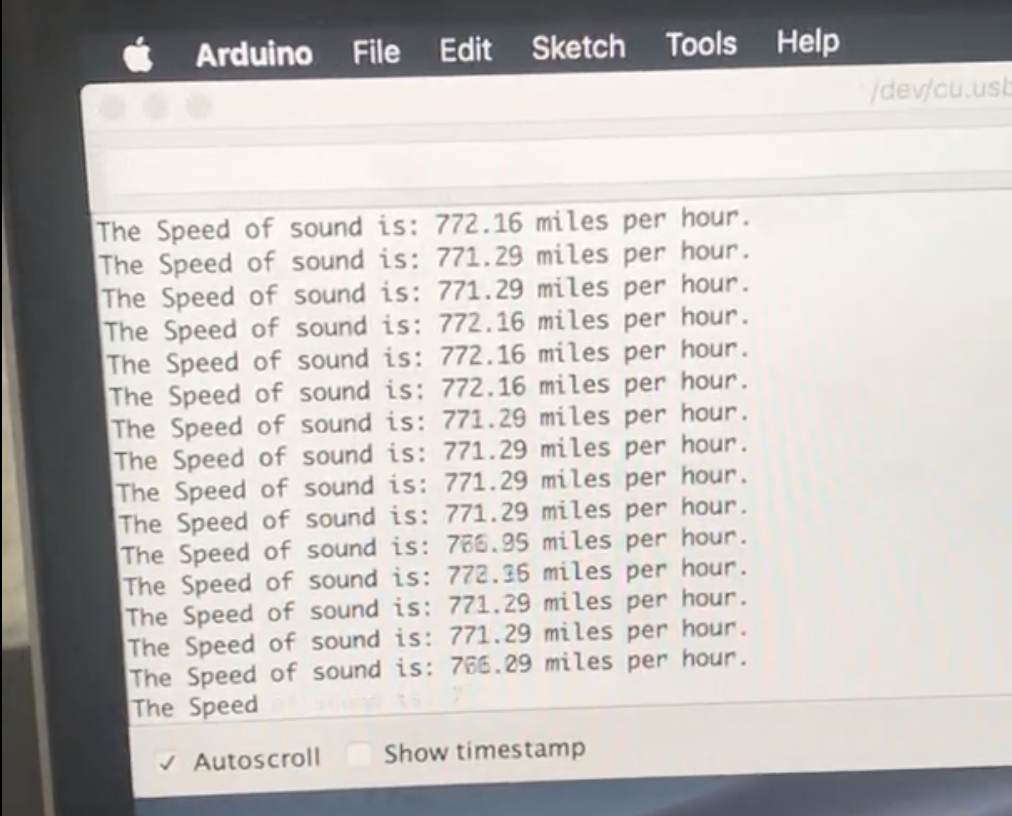 Arduino File Edit Sketch Tools Help
/dev/cu.usb
The Speed of sound is: 772.16 miles per hour.
The Speed of sound is: 771.29 miles per hour.
The Speed of sound is: 771.29 miles per hour.
The Speed of sound is: 772.16 miles per hour.
The Speed of sound is: 772.16 miles per hour.
The Speed of sound is: 772.16 miles per hour.
The Speed of sound is: 771.29 miles per hour.
The Speed of sound is: 771.29 miles per hour.
The Speed of sound is: 771.29 miles per hour.
The Speed of sound is: 771.29 miles per hour.
The Speed of sound is: miles per hour.
The Speed of sound is: miles per hour.
The Speed of sound is: 771.29 miles per hour.
The Speed of sound is: 771.29 miles per hour.
The Speed of sound is: miles per hour.
The Speed
Autoscroll Show timestamp